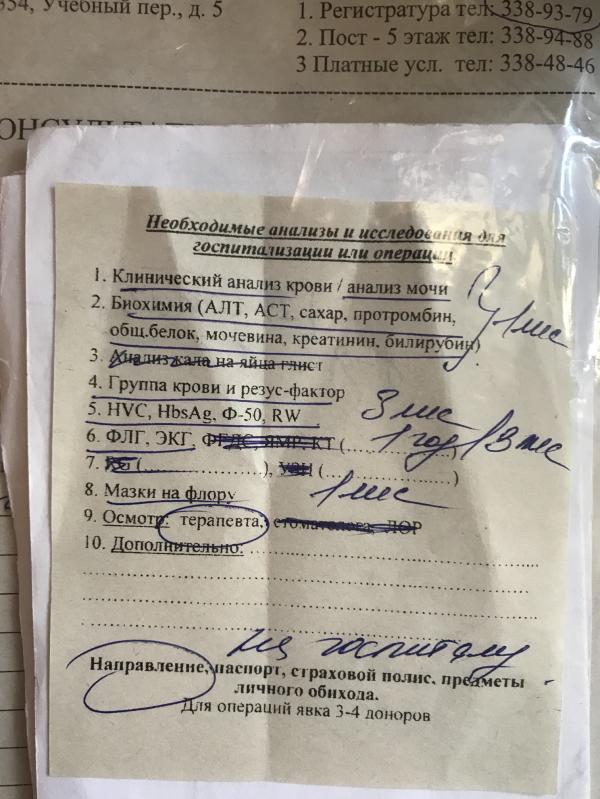 354, Учебный пер., д. 5
1. Регистратура тел: 338-93-79
2. Пост - 5 этаж тел: 338-94-88
3 Платные усл. тел: 338-48-46
Необходимые анализы и исследования для
госпитализации или операции
1. Клинический анализ крови / анализ мочи
2. Биохимия (АЛТ, АСТ, сахар, протромбин,
общ.белок, мочевина, креатинин, билирубин)
1 мес
3. Анализ кала на яйца глист
4. Группа крови и резус-фактор
5. HVC, HbsAg, Ф-50, RW
3 мес
6. ФЛГ, ЭКГ, ФГДС, ЯМР, КТ (....................)
1 год / 3 мес
7. (.....................), УЗИ (.....................)
8. Мазки на флору
1 мес
9. Осмотр: терапевта, стоматолога, ЛОР
10. Дополнительно:
на госпитал.
Направление, паспорт, страховой полис, предметы
личного обихода.
Для операций явка 3-4 доноров